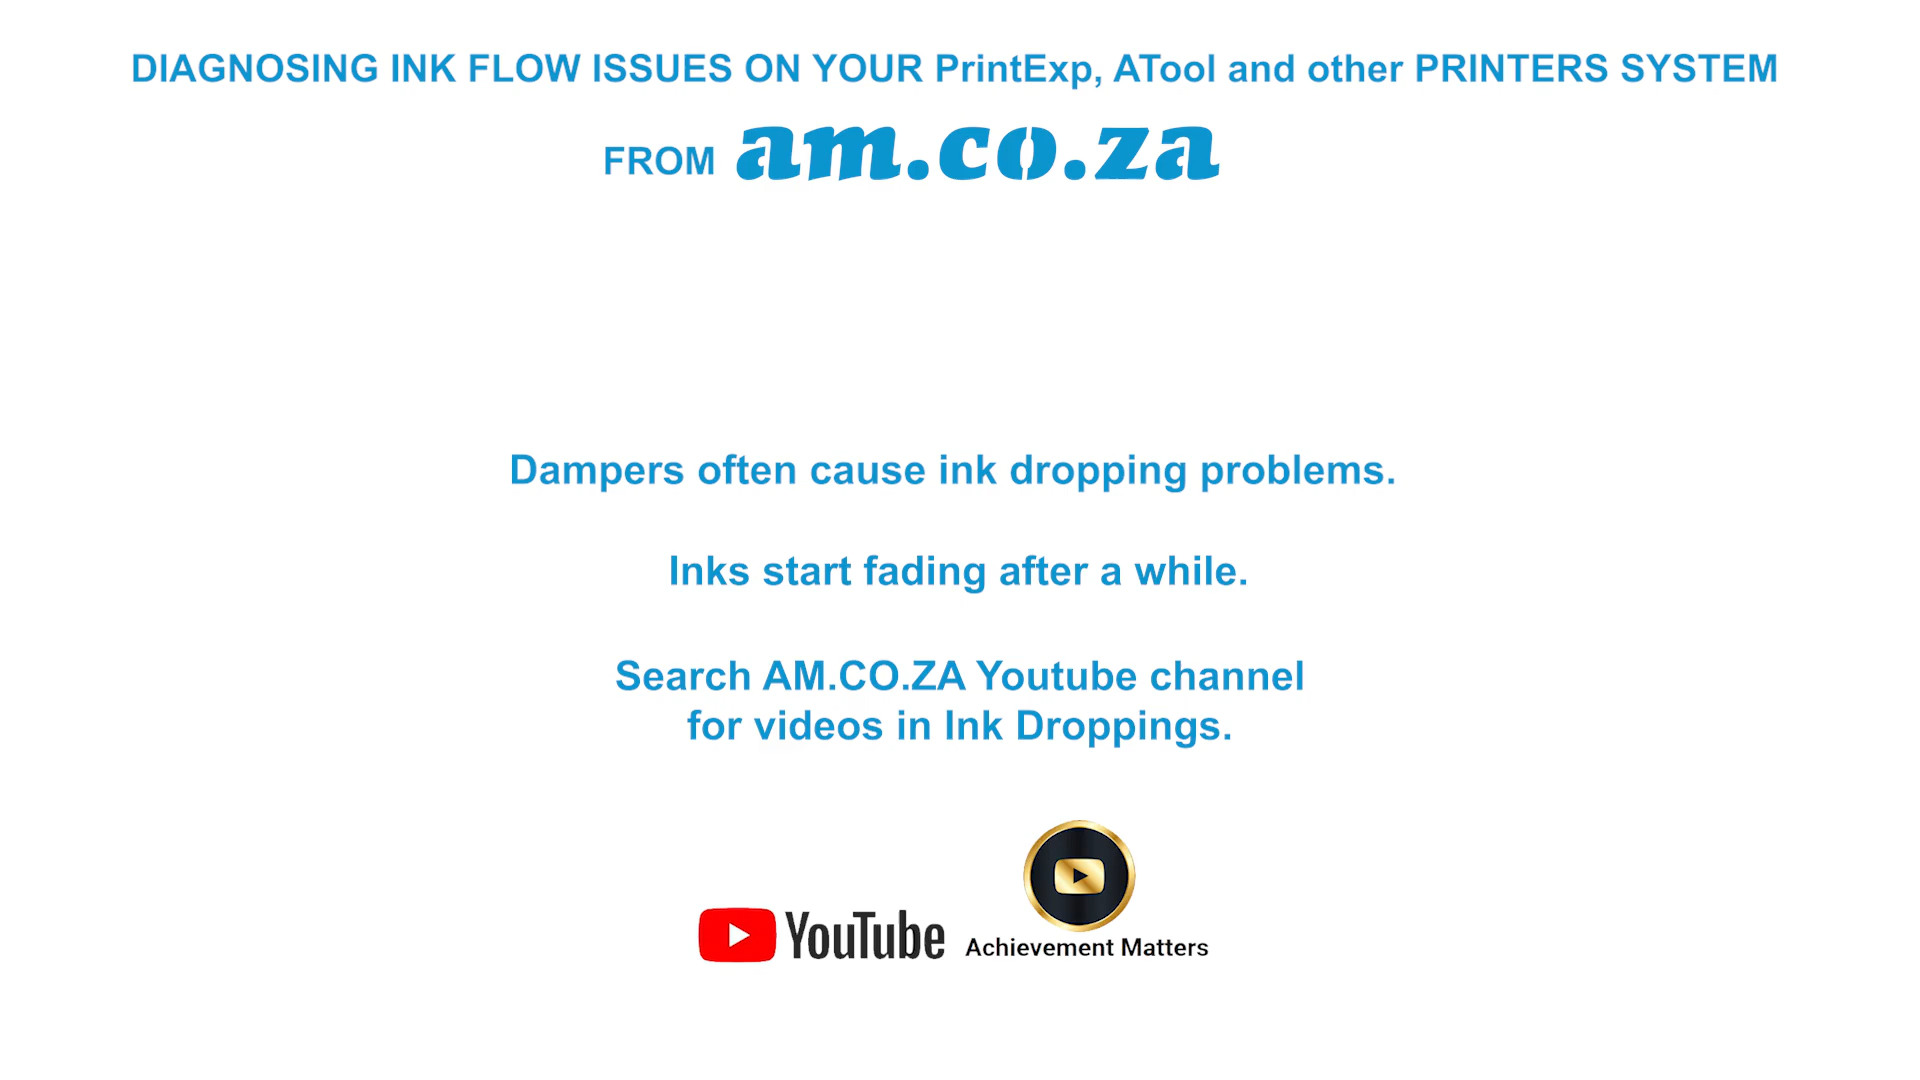 DIAGNOSING INK FLOW ISSUES ON YOUR PrintExp, ATool and other PRINTERS SYSTEM
FROM am.co.za
Dampers often cause ink dropping problems.
Inks start fading after a while.
Search AM.CO.ZA Youtube channel
for videos in Ink Droppings.
YouTube
Achievement Matters